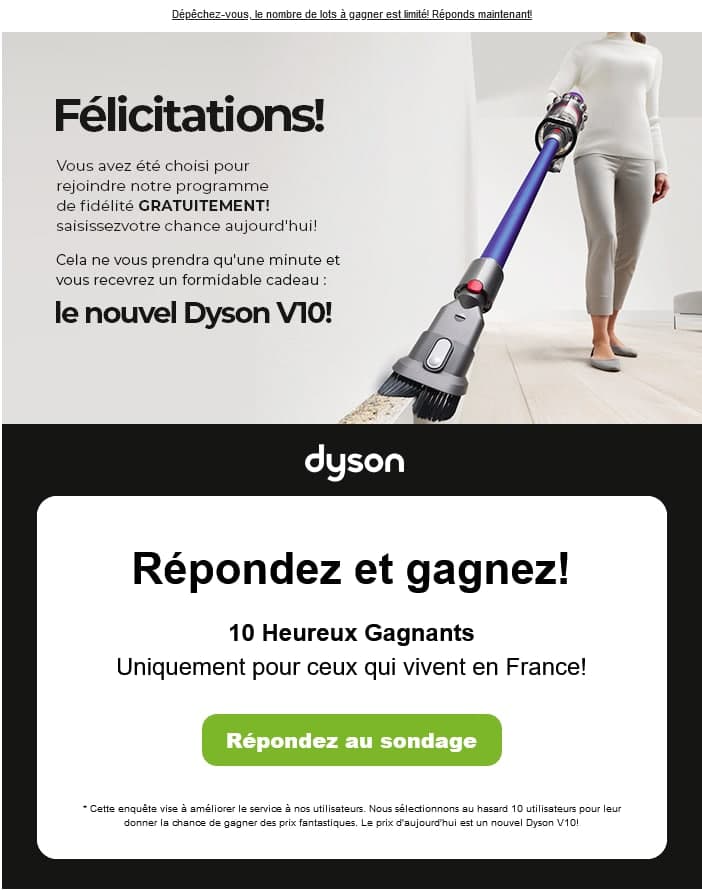 Dépêchez-vous, le nombre de lots à gagner est limité! Réponds maintenant!
Félicitations!
Vous avez été choisi pour
rejoindre notre programme
de fidélité GRATUITEMENT!
saisissezvotre chance aujourd'hui!
Cela ne vous prendra qu'une minute et
vous recevrez un formidable cadeau :
le nouvel Dyson V10!
dyson
Répondez et gagnez!
10 Heureux Gagnants
Uniquement pour ceux qui vivent en France!
Répondez au sondage
* Cette enquête vise à améliorer le service à nos utilisateurs. Nous sélectionnons au hasard 10 utilisateurs pour leur
donner la chance de gagner des prix fantastiques. Le prix d'aujourd'hui est un nouvel Dyson V10!